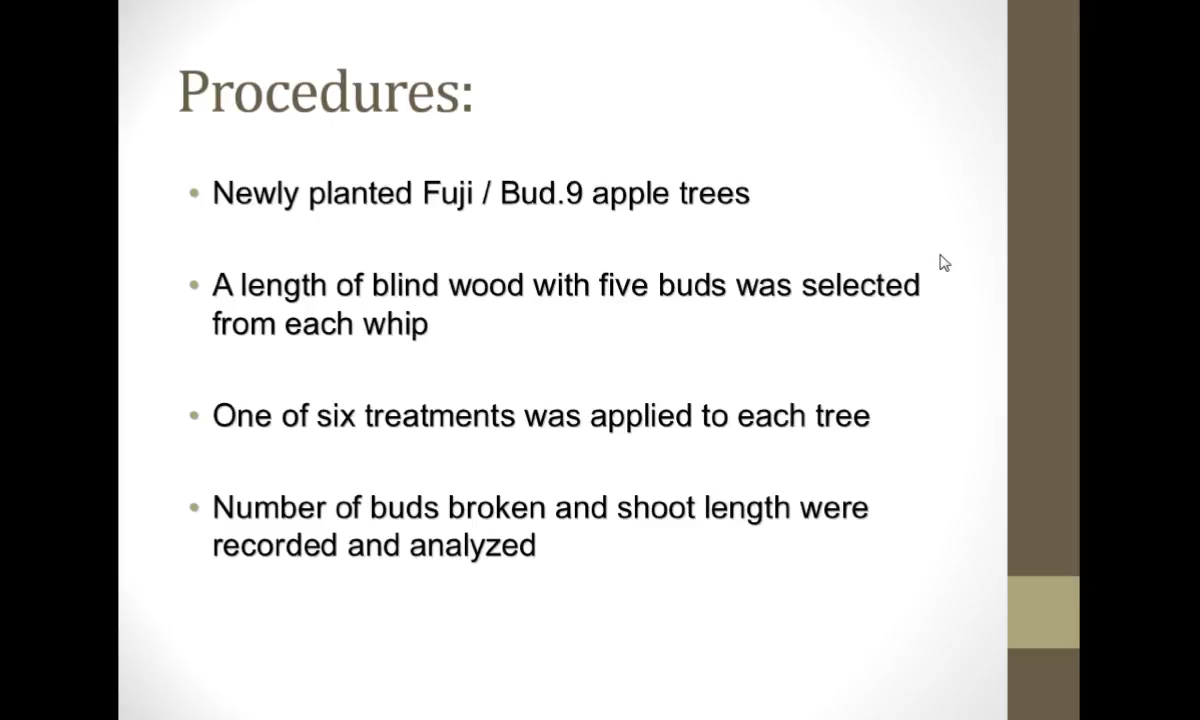 Procedures:
• Newly planted Fuji / Bud.9 apple trees
• A length of blind wood with five buds was selected
from each whip
• One of six treatments was applied to each tree
• Number of buds broken and shoot length were
recorded and analyzed